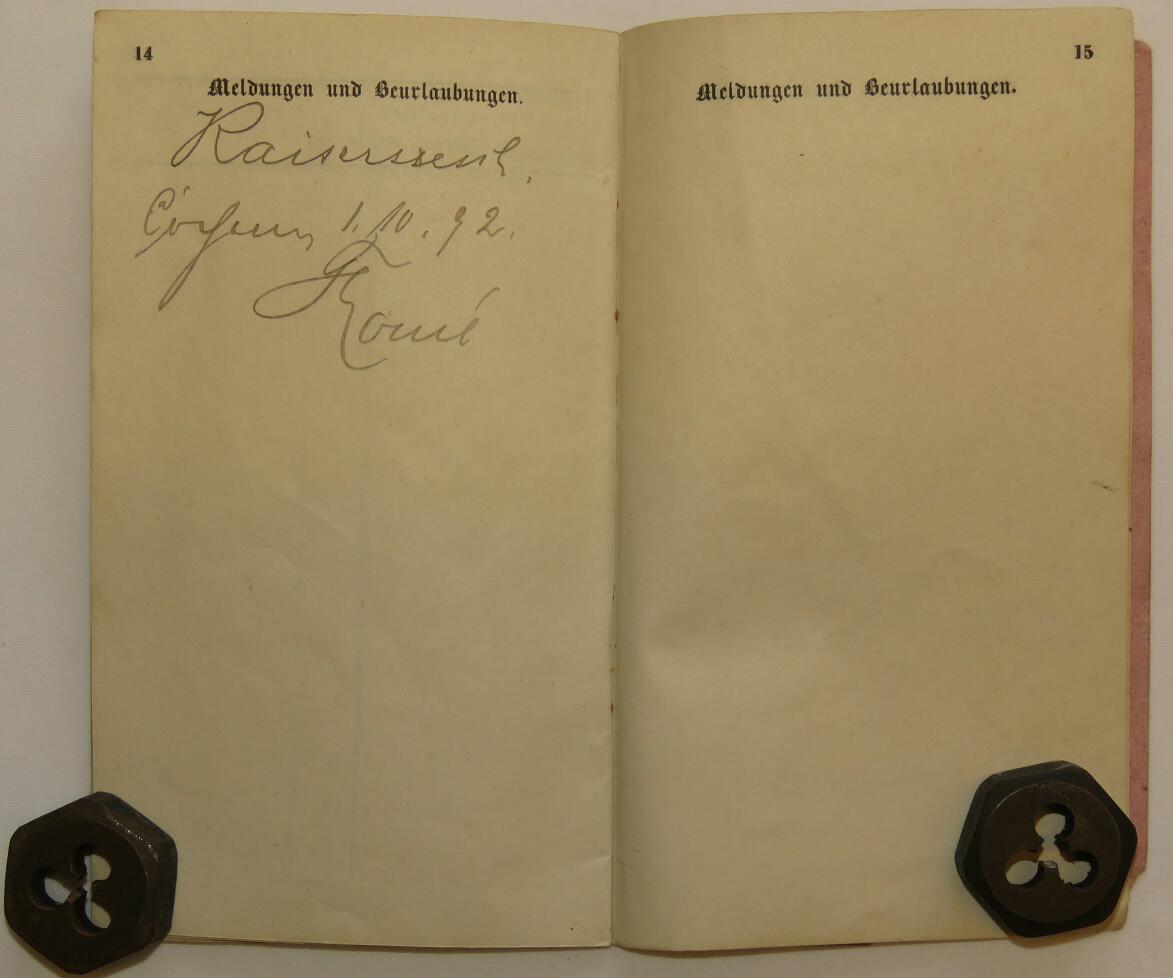 14
Meldungen und Beurlaubungen.
Kaisersesch,
Cochem, 1.10.92.
15
Meldungen und Beurlaubungen.